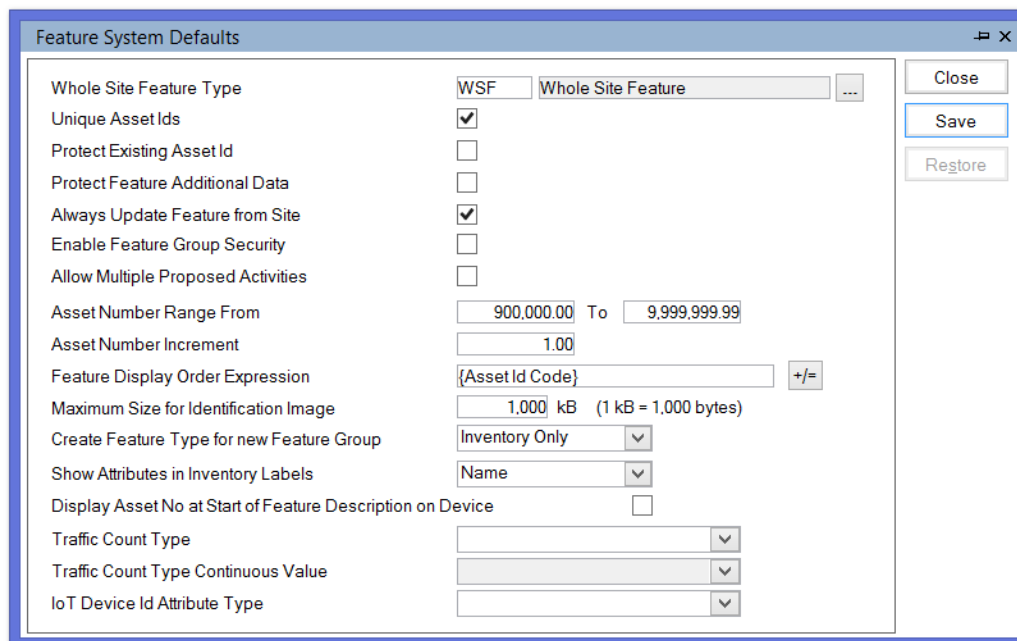 Feature System Defaults
Whole Site Feature Type WSF Whole Site Feature ... Close
Unique Asset Ids Save
Protect Existing Asset Id
Protect Feature Additional Data Restore
Always Update Feature from Site
Enable Feature Group Security
Allow Multiple Proposed Activities
Asset Number Range From 900,000.00 To 9,999,999.99
Asset Number Increment 1.00
Feature Display Order Expression {Asset Id Code} +/=
Maximum Size for Identification Image 1,000 kB (1 kB = 1,000 bytes)
Create Feature Type for new Feature Group Inventory Only
Show Attributes in Inventory Labels Name
Display Asset No at Start of Feature Description on Device
Traffic Count Type
Traffic Count Type Continuous Value
IoT Device Id Attribute Type